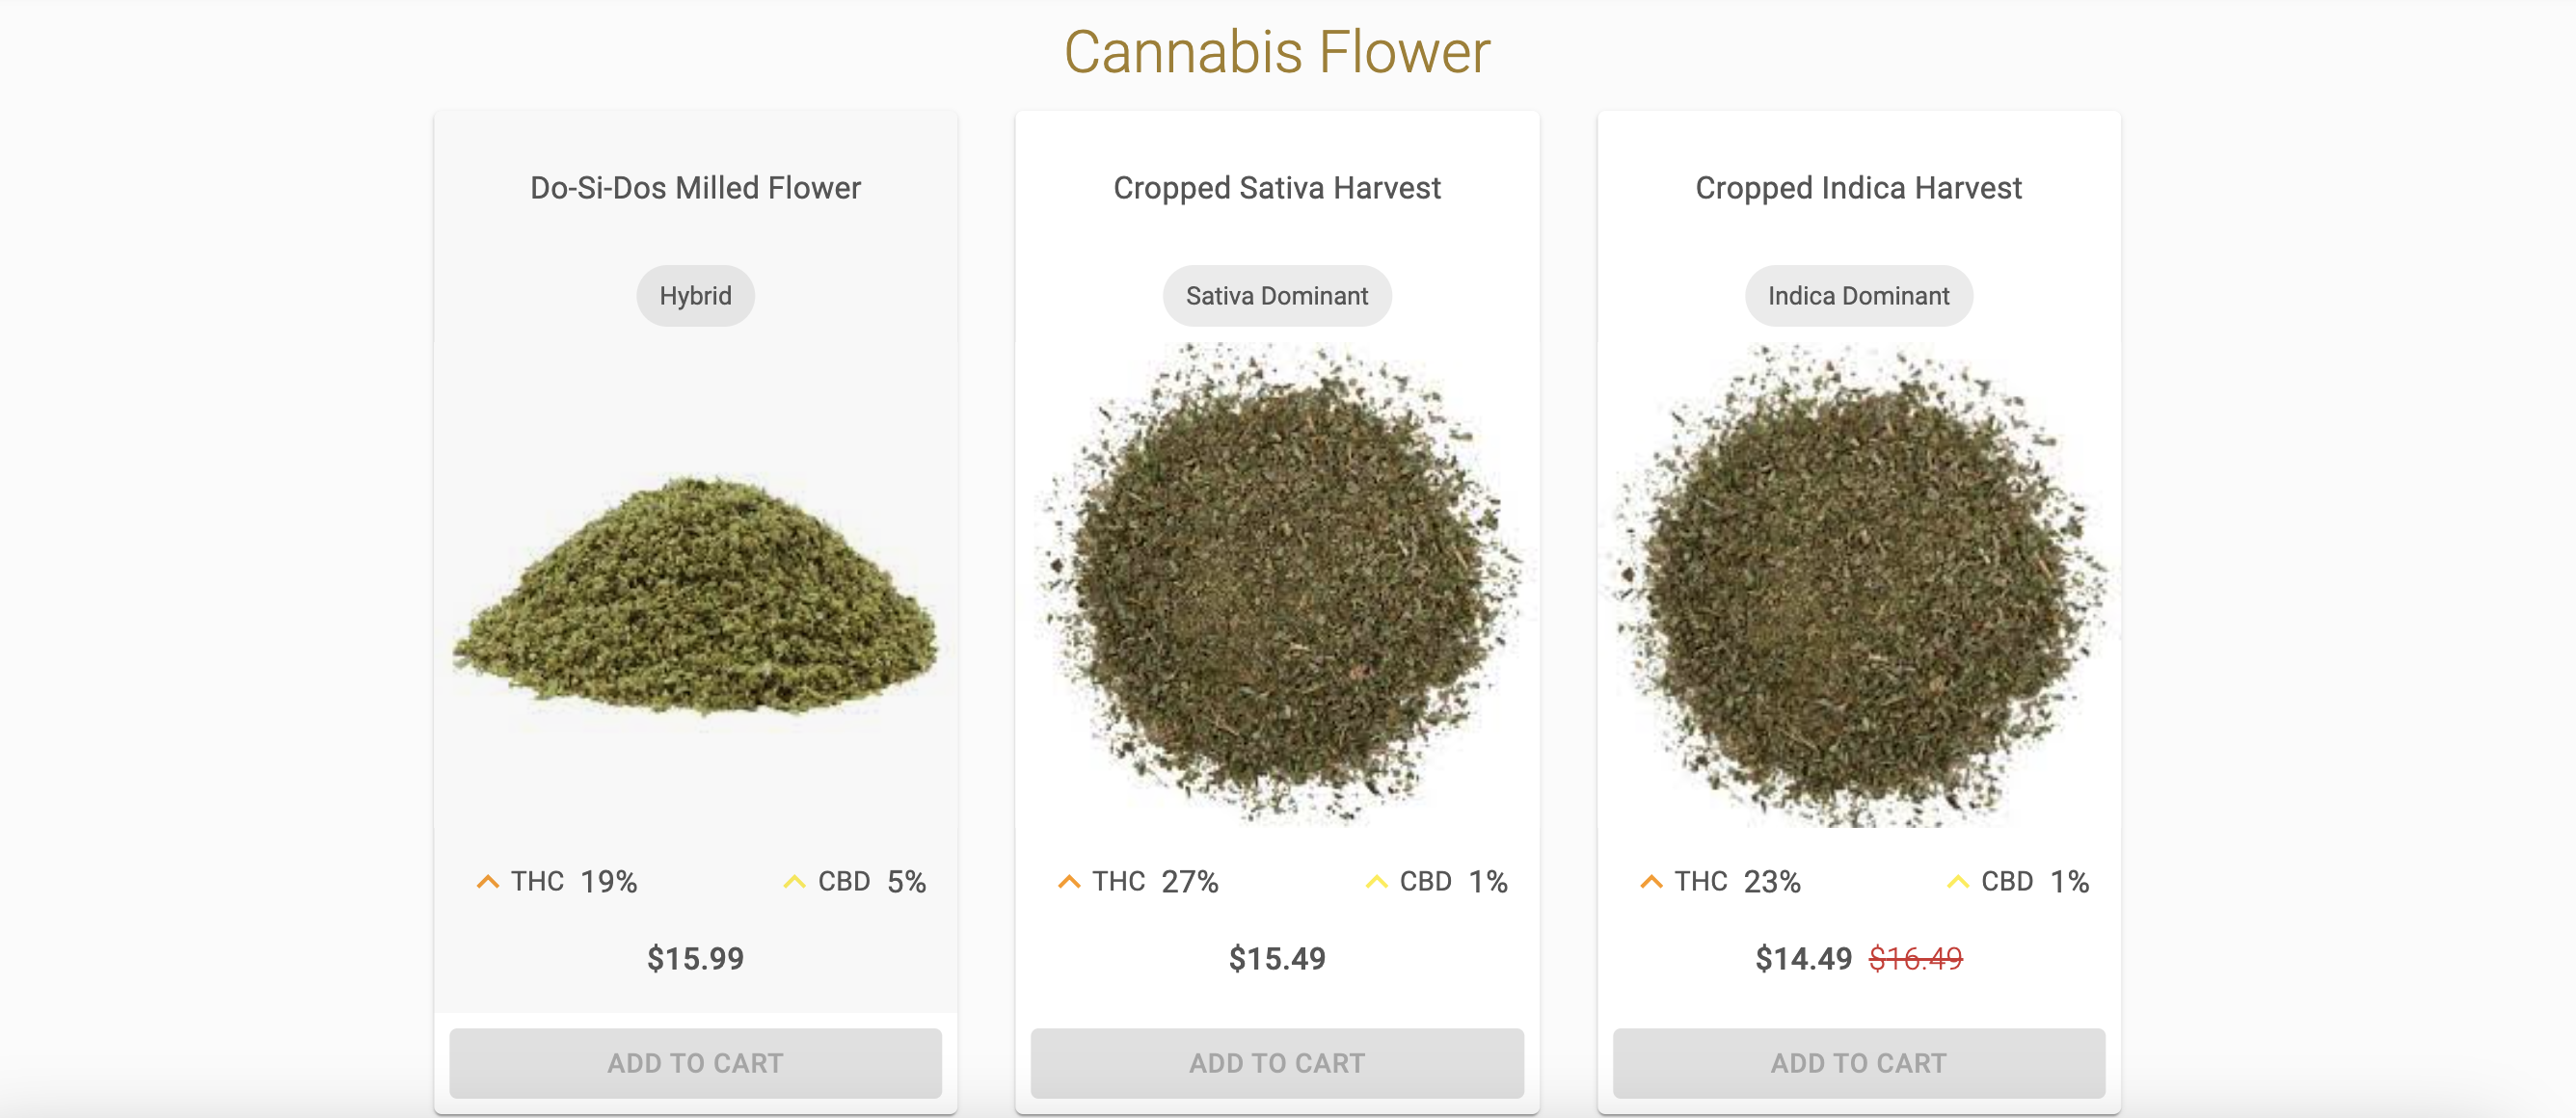 Cannabis Flower
Do-Si-Dos Milled Flower
Hybrid
THC 19% CBD 5%
$15.99
ADD TO CART
Cropped Sativa Harvest
Sativa Dominant
THC 27% CBD 1%
$15.49
ADD TO CART
Cropped Indica Harvest
Indica Dominant
THC 23% CBD 1%
$14.49 $16.49
ADD TO CART